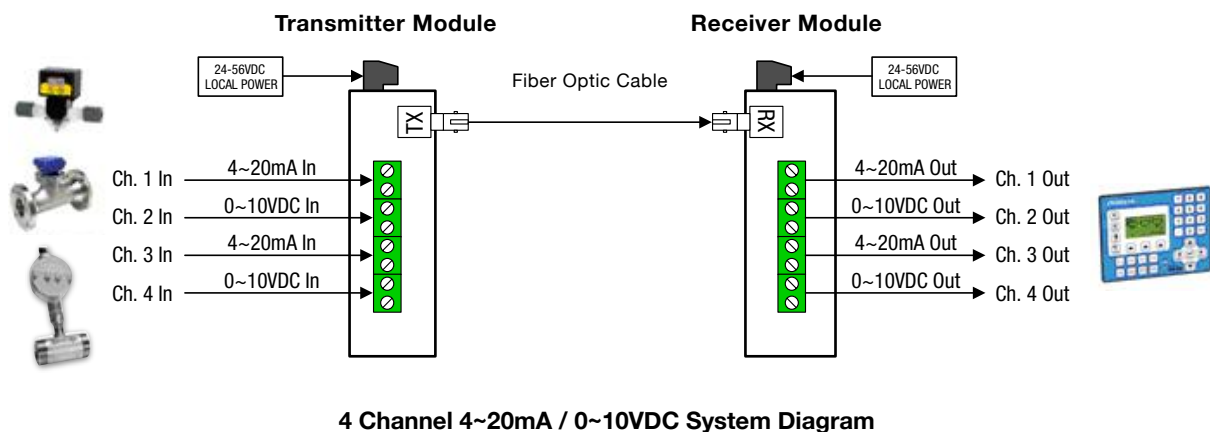 Transmitter Module
Receiver Module
24-56VDC
LOCAL POWER
Fiber Optic Cable
24-56VDC
LOCAL POWER
TX
RX
Ch. 1 In
4~20mA In
4~20mA Out
Ch. 1 Out
Ch. 2 In
0~10VDC In
0~10VDC Out
Ch. 2 Out
Ch. 3 In
4~20mA In
4~20mA Out
Ch. 3 Out
Ch. 4 In
0~10VDC In
0~10VDC Out
Ch. 4 Out
4 Channel 4~20mA / 0~10VDC System Diagram